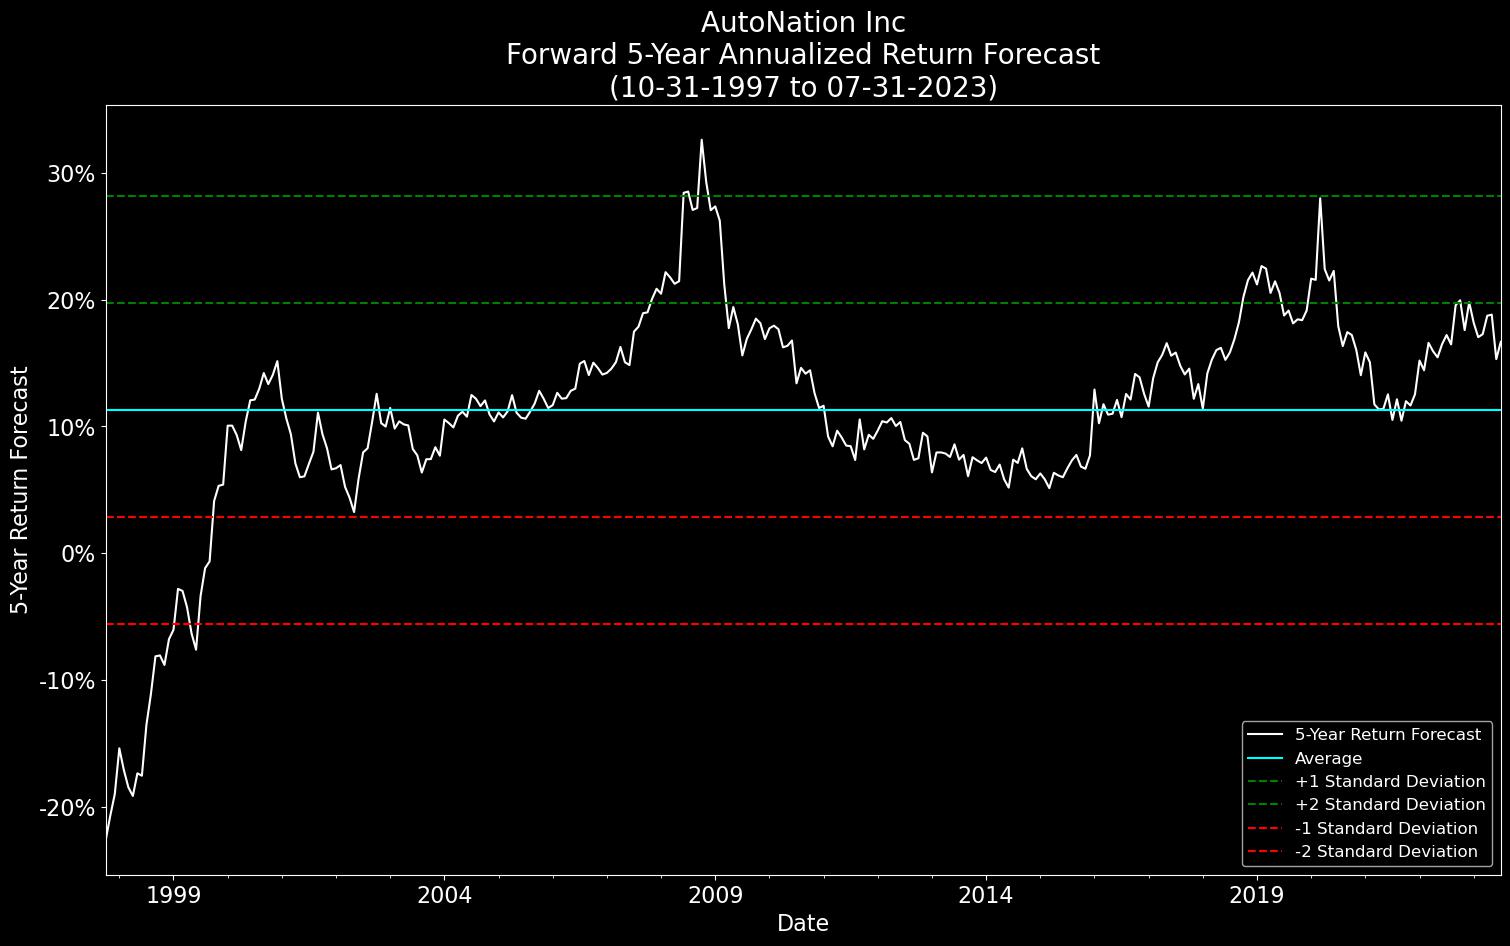 AutoNation Inc
Forward 5-Year Annualized Return Forecast
(10-31-1997 to 07-31-2023)
5-Year Return Forecast
30%
20%
10%
0%
-10%
-20%
1999
2004
2009
2014
2019
Date
5-Year Return Forecast
Average
+1 Standard Deviation
+2 Standard Deviation
-1 Standard Deviation
-2 Standard Deviation